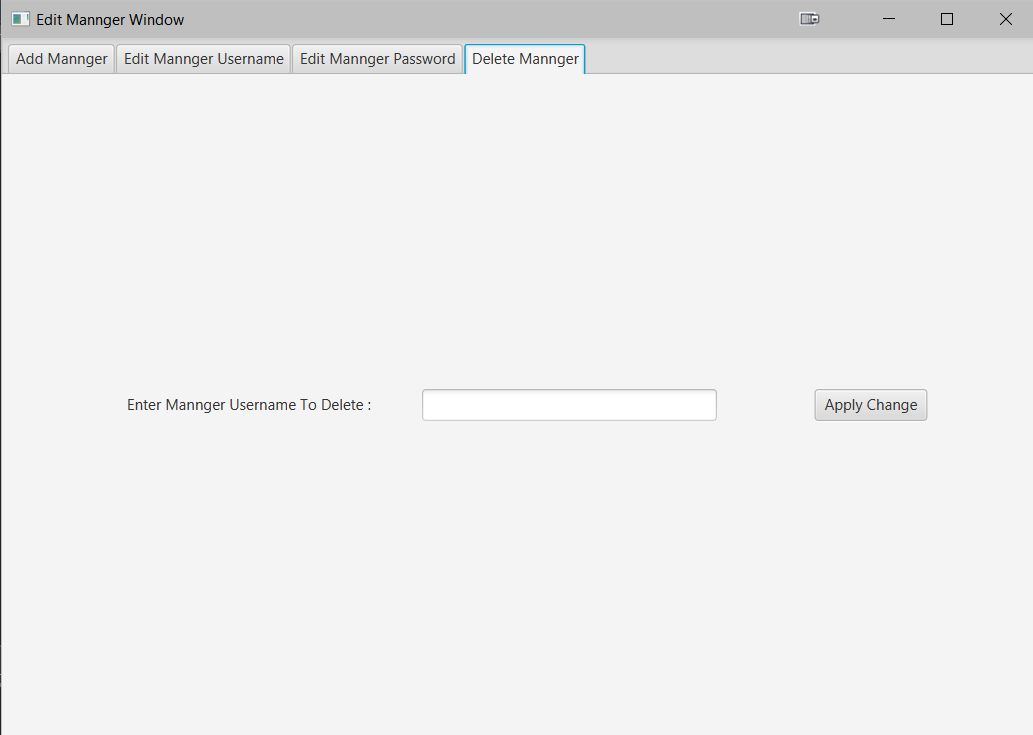 Edit Mannger Window
Add Mannger Edit Mannger Username Edit Mannger Password Delete Mannger
Enter Mannger Username To Delete : Apply Change